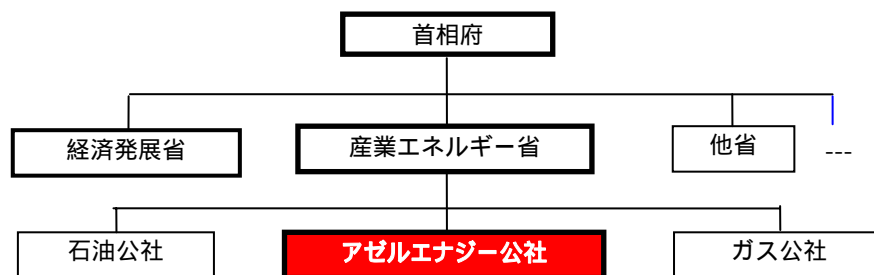 首相府
経済発展省
産業エネルギー省
他省
---
石油公社
アゼルエナジー公社
ガス公社